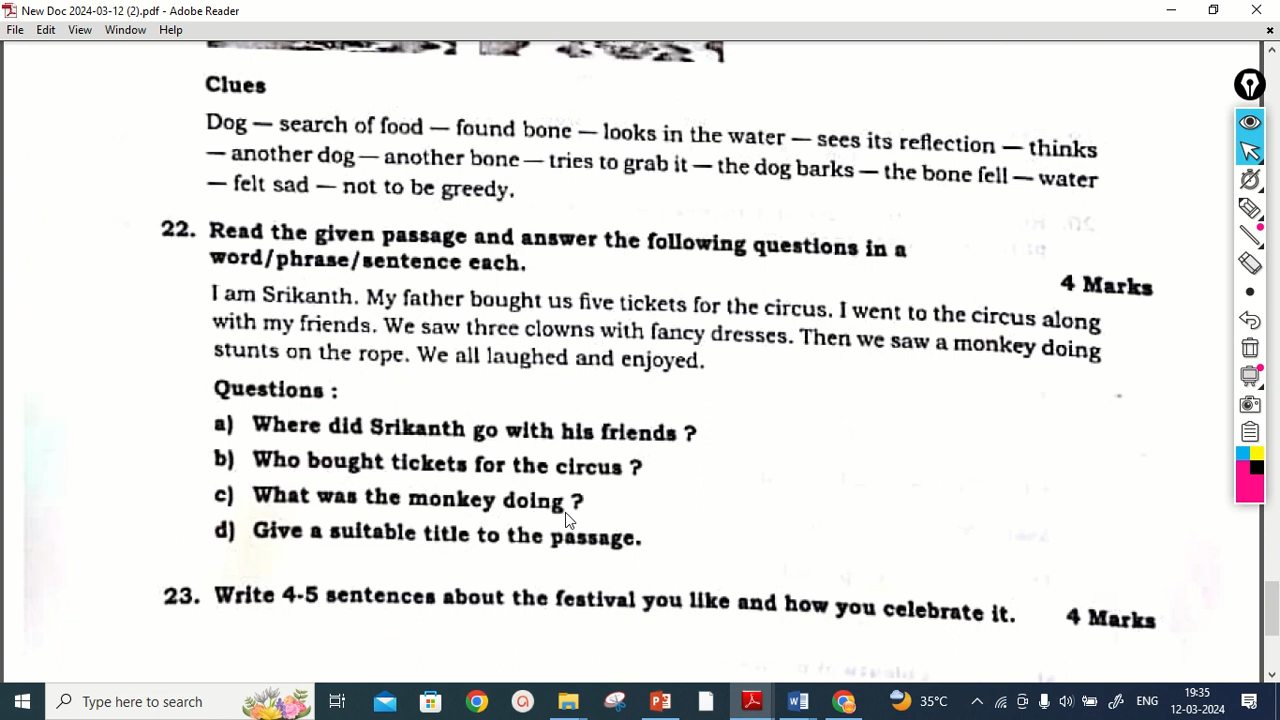 New Doc 2024-03-12 (2).pdf - Adobe Reader
File Edit View Window Help
Clues
Dog — search of food — found bone — looks in the water — sees its reflection — thinks
— another dog — another bone — tries to grab it — the dog barks — the bone fell — water
— felt sad — not to be greedy.
22. Read the given passage and answer the following questions in a
word/phrase/sentence each.
4 Marks
I am Srikanth. My father bought us five tickets for the circus. I went to the circus along
with my friends. We saw three clowns with fancy dresses. Then we saw a monkey doing
stunts on the rope. We all laughed and enjoyed.
Questions :
a) Where did Srikanth go with his friends ?
b) Who bought tickets for the circus ?
c) What was the monkey doing ?
d) Give a suitable title to the passage.
23. Write 4-5 sentences about the festival you like and how you celebrate it. 4 Marks
Type here to search
35°C
ENG
19:35
12-03-2024